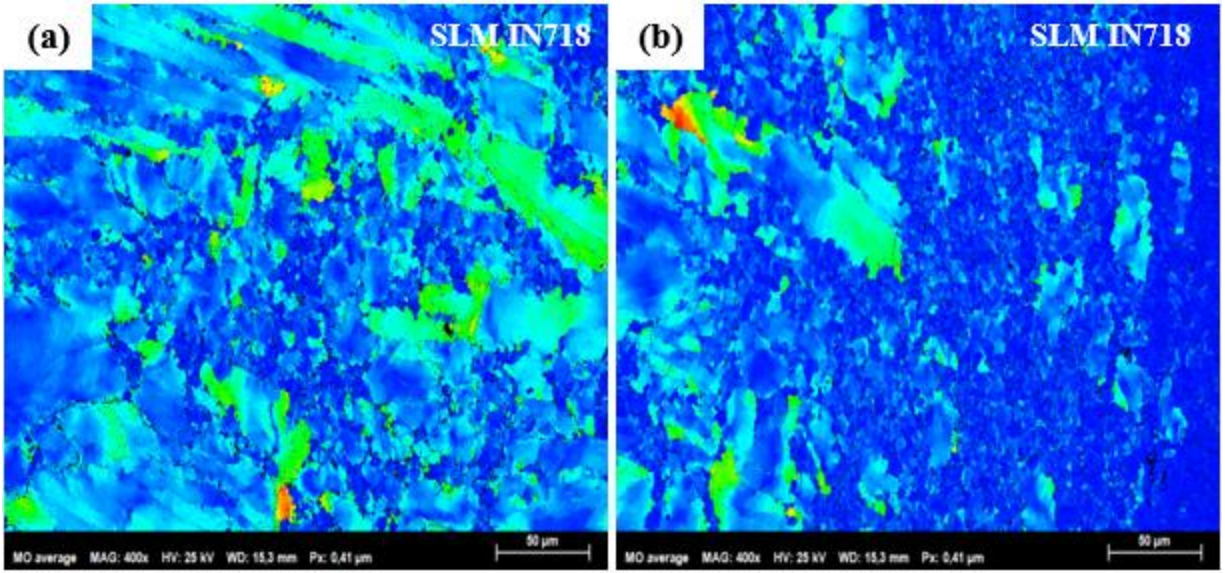 (a)
SLM IN718
MO average MAG: 400x HV: 25 kV WD: 15,3 mm Px: 0,41 µm
50 µm
(b)
SLM IN718
MO average MAG: 400x HV: 25 kV WD: 15,3 mm Px: 0,41 µm
50 µm